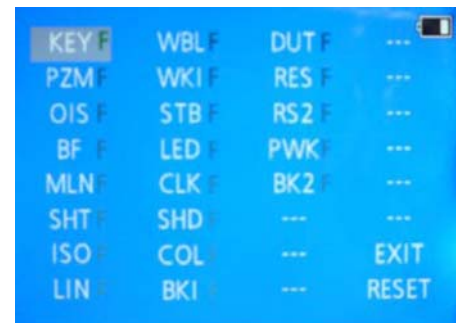 KEY F WBL F DUT F ---
PZM F WKI F RES F ---
OIS F STB F RS2 F ---
BF F LED F PWK F ---
MLN F CLK F BK2 F ---
SHT F SHD F --- ---
ISO F COL F --- EXIT
LIN F BKI F --- RESET